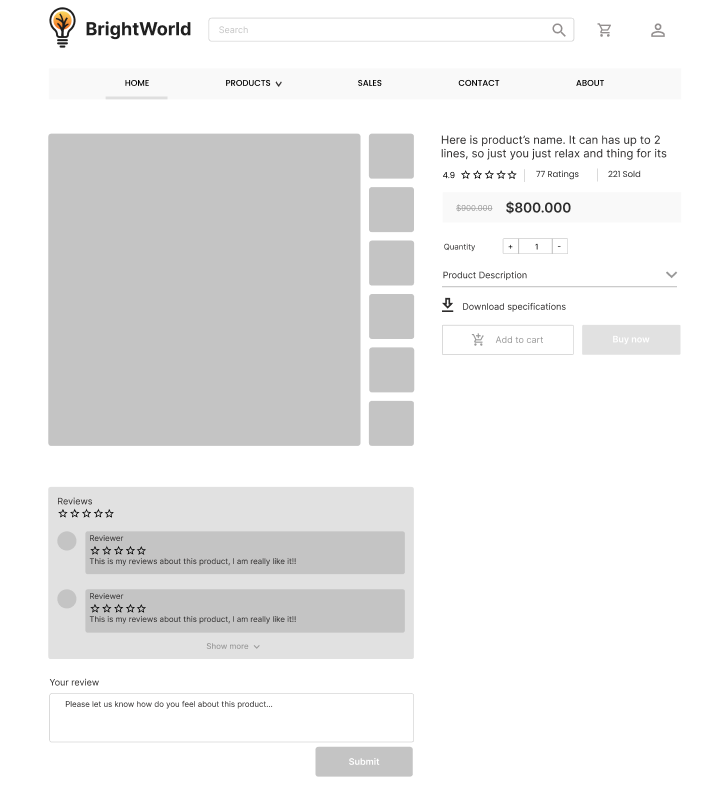 BrightWorld
Search
HOME
PRODUCTS
SALES
CONTACT
ABOUT
Here is product's name. It can has up to 2
lines, so just you just relax and thing for its
4.9
77 Ratings
221 Sold
$900.000
$800.000
Quantity
+ 1 -
Product Description
Download specifications
Add to cart
Buy now
Reviews
Reviewer
This is my reviews about this product, I am really like it!!
Reviewer
This is my reviews about this product, I am really like it!!
Show more
Your review
Please let us know how do you feel about this product...
Submit